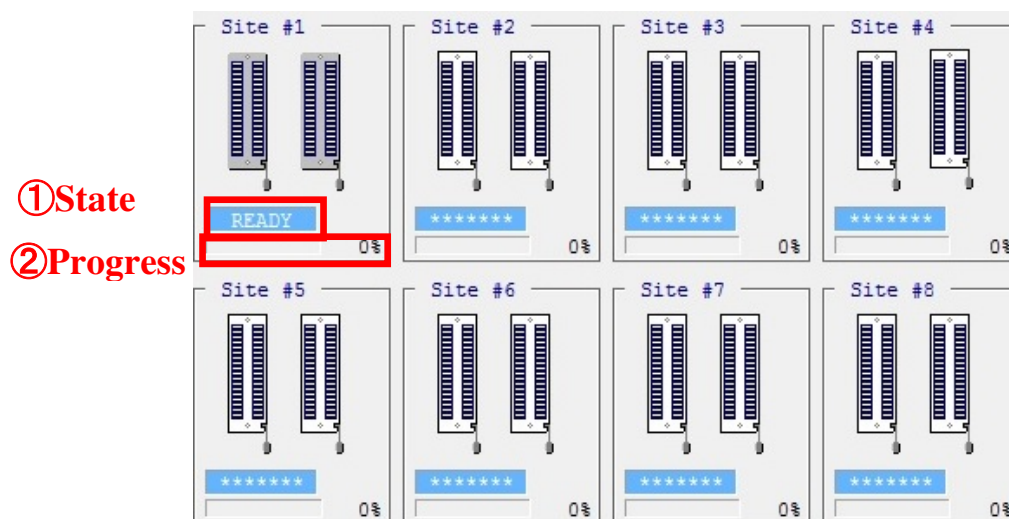 Site #1 Site #2 Site #3 Site #4
①State
READY ******* ******* *******
②Progress
0% 0% 0% 0%
Site #5 Site #6 Site #7 Site #8
******* ******* ******* *******
0% 0% 0% 0%